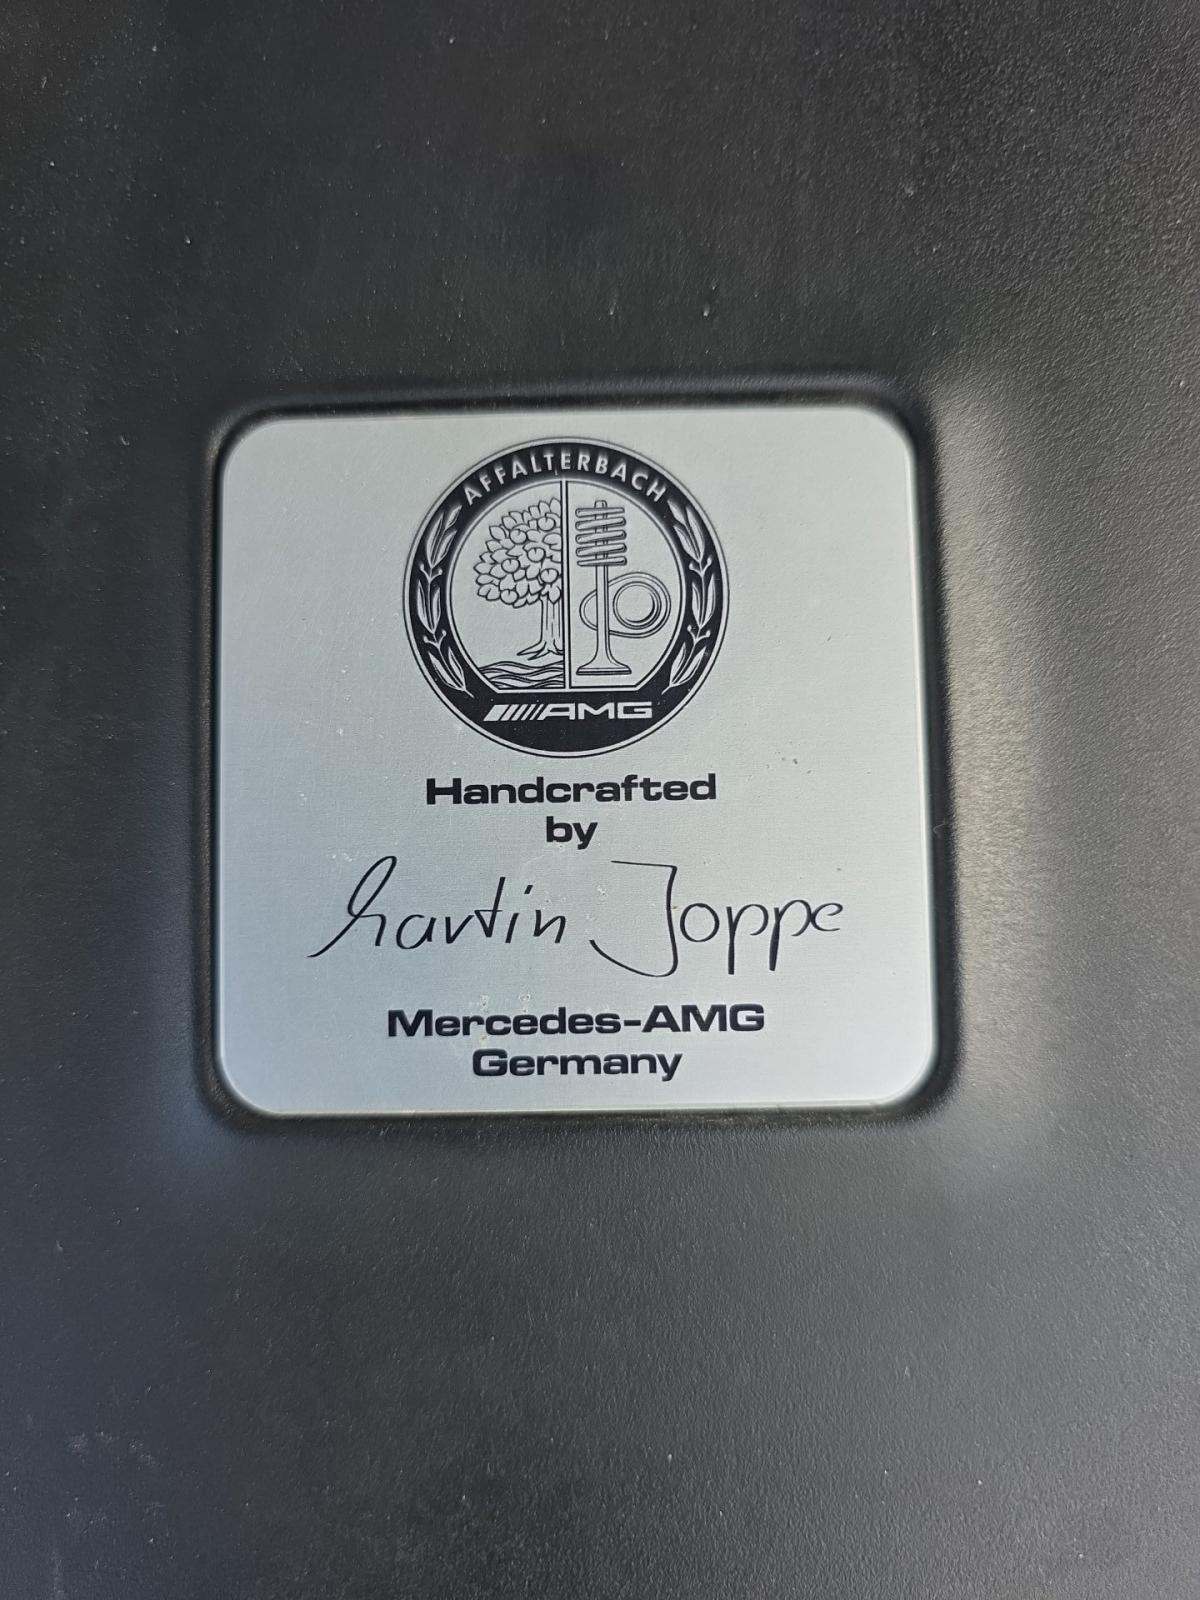 AFFALTERBACH
AMG
Handcrafted
by
Martin Joppe
Mercedes-AMG
Germany